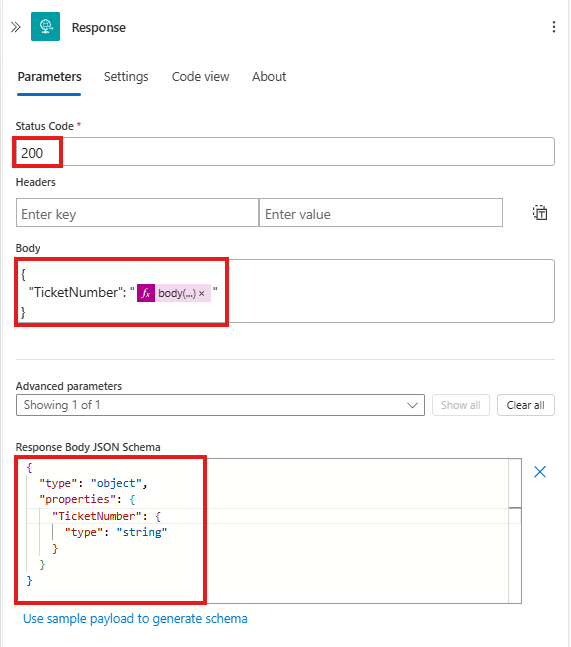 Response
Parameters Settings Code view About
Status Code *
200
Headers
Enter key Enter value
Body
{
"TicketNumber": " fx body(...) × "
}
Advanced parameters
Showing 1 of 1 Show all Clear all
Response Body JSON Schema
{
"type": "object",
"properties": {
"TicketNumber": {
"type": "string"
}
}
}
Use sample payload to generate schema